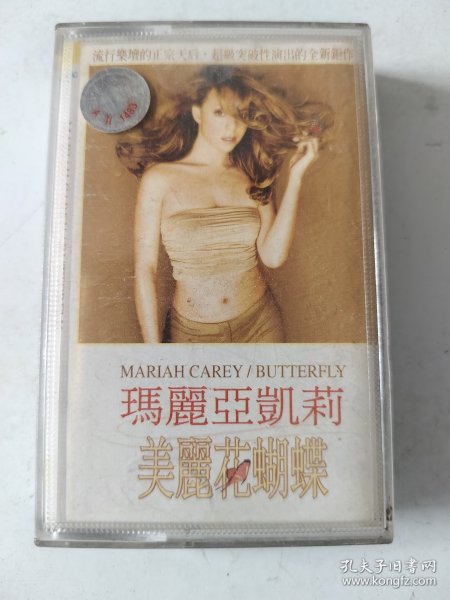 流行樂壇的正宗天后，超級突破性演出的全新鉅作
1485
MARIAH CAREY / BUTTERFLY
瑪麗亞凱莉
美麗花蝴蝶
孔夫子旧书网
www.kongfz.com